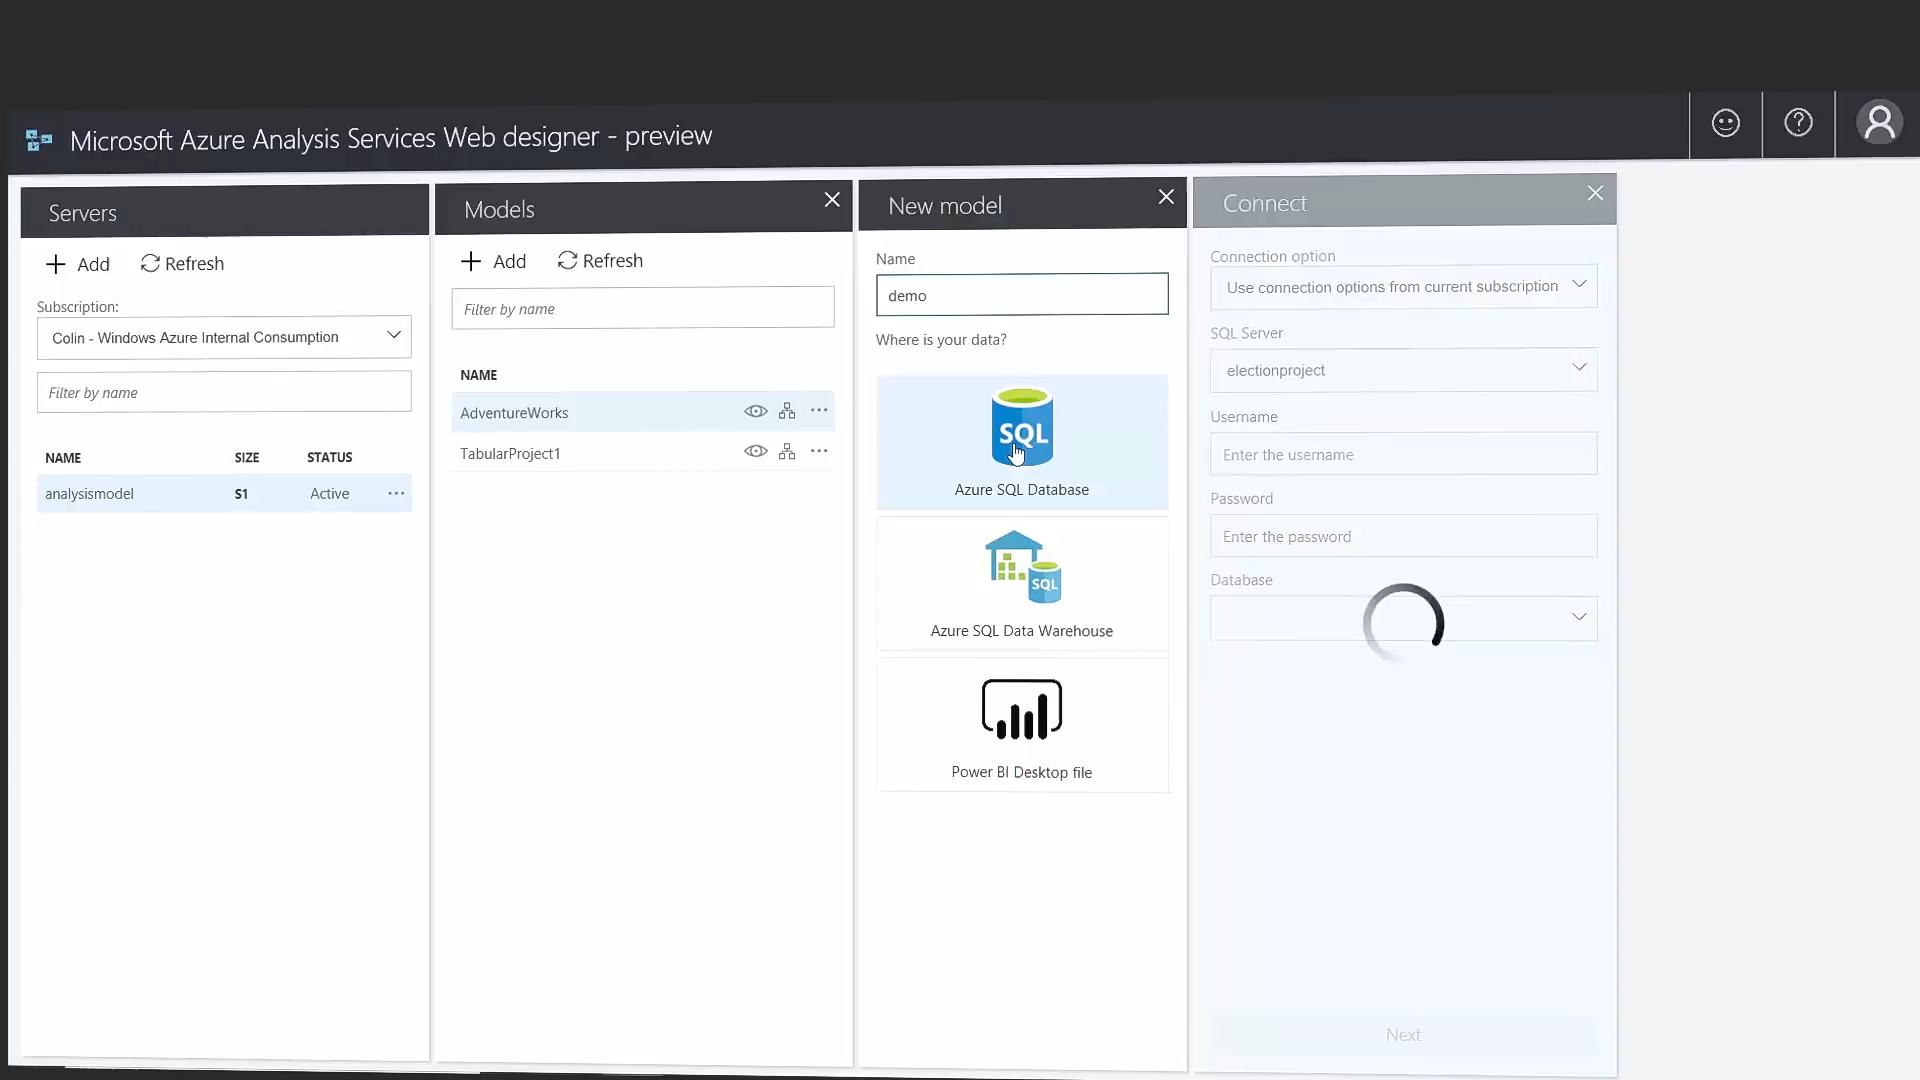 Microsoft Azure Analysis Services Web designer - preview
Servers
Add
Refresh
Subscription:
Colin - Windows Azure Internal Consumption
Filter by name
NAME SIZE STATUS
analysismodel S1 Active ...
Models
Add
Refresh
Filter by name
NAME
AdventureWorks ...
TabularProject1 ...
New model
Name
demo
Where is your data?
SQL
Azure SQL Database
SQL
Azure SQL Data Warehouse
Power BI Desktop file
Connect
Connection option
Use connection options from current subscription
SQL Server
electionproject
Username
Enter the username
Password
Enter the password
Database
Next